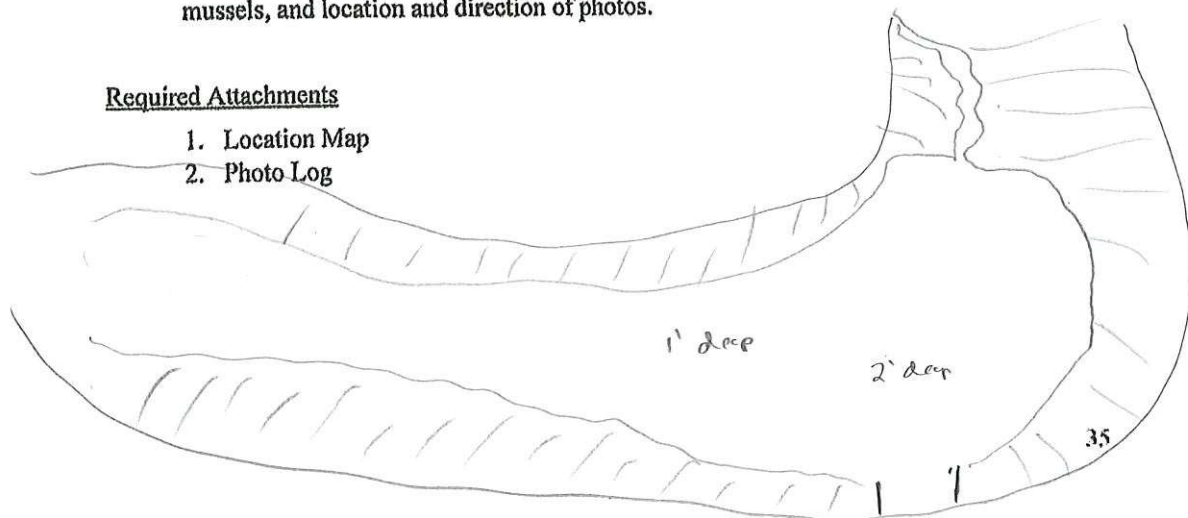 mussels, and location and direction of photos.
Required Attachments
1. Location Map
2. Photo Log
1' deep
2' deep
35